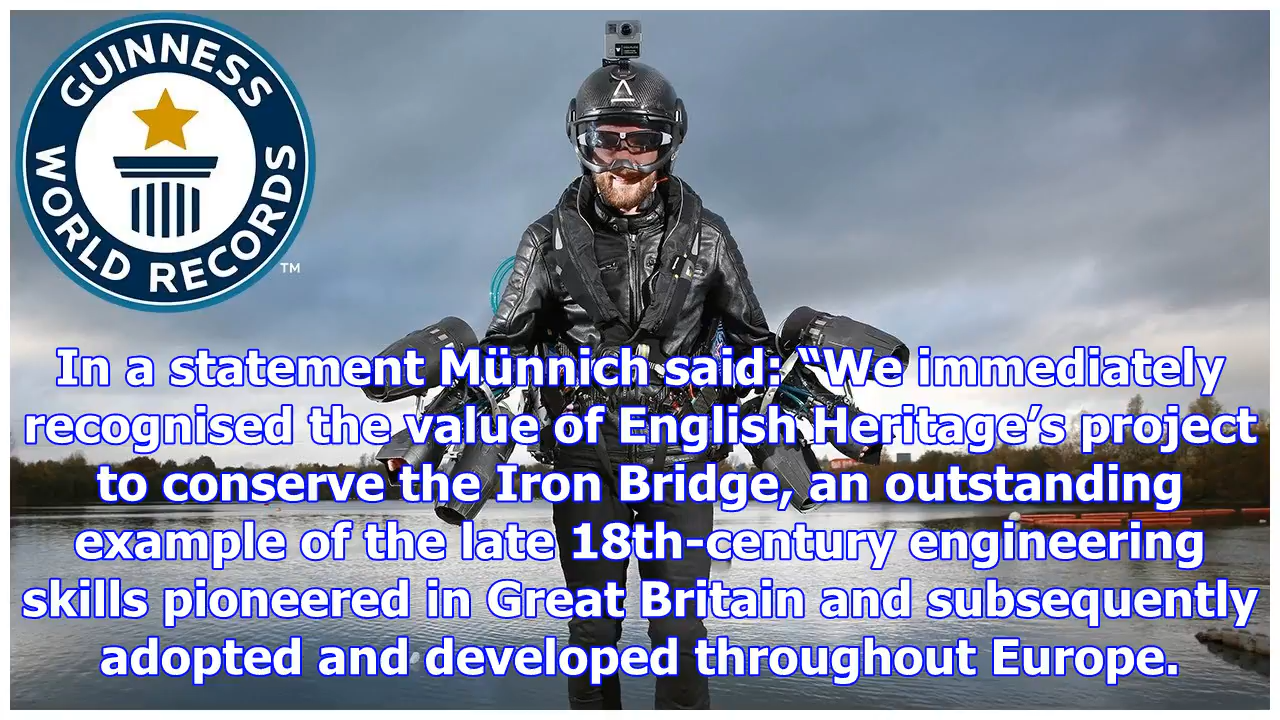 GUINNESS
WORLD RECORDS
TM
In a statement Münnich said: “We immediately
recognised the value of English Heritage’s project
to conserve the Iron Bridge, an outstanding
example of the late 18th-century engineering
skills pioneered in Great Britain and subsequently
adopted and developed throughout Europe.